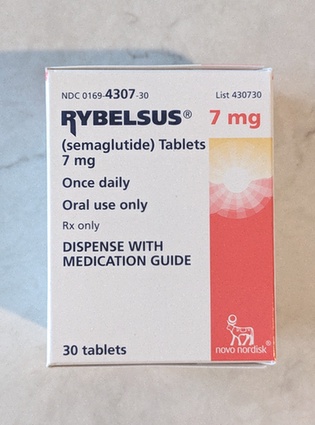 NDC 0169-4307-30 List 430730
RYBELSUS® 7 mg
(semaglutide) Tablets
7 mg
Once daily
Oral use only
Rx only
DISPENSE WITH
MEDICATION GUIDE
30 tablets
novo nordisk®